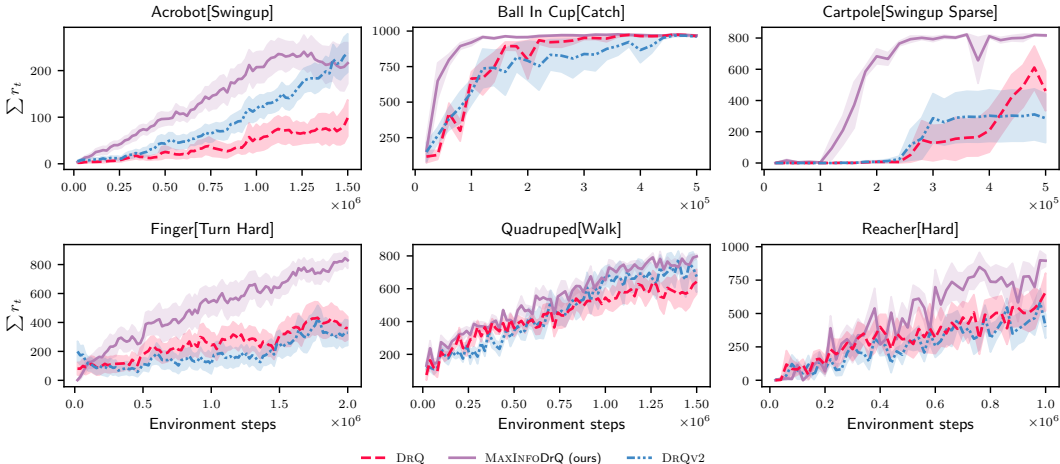 Acrobot[Swingup]
Ball In Cup[Catch]
Cartpole[Swingup Sparse]
∑ r_t
200
100
0
0.00 0.25 0.50 0.75 1.00 1.25 1.50
×10^6
1000
750
500
250
1 2 3 4 5
×10^5
800
600
400
200
0
1 2 3 4 5
×10^5
Finger[Turn Hard]
Quadruped[Walk]
Reacher[Hard]
∑ r_t
800
600
400
200
0
0.0 0.5 1.0 1.5 2.0
×10^6
Environment steps
800
600
400
200
0.00 0.25 0.50 0.75 1.00 1.25 1.50
×10^6
Environment steps
1000
750
500
250
0
0.0 0.2 0.4 0.6 0.8 1.0
×10^6
Environment steps
DrQ MaxInfoDrQ (ours) DrQv2